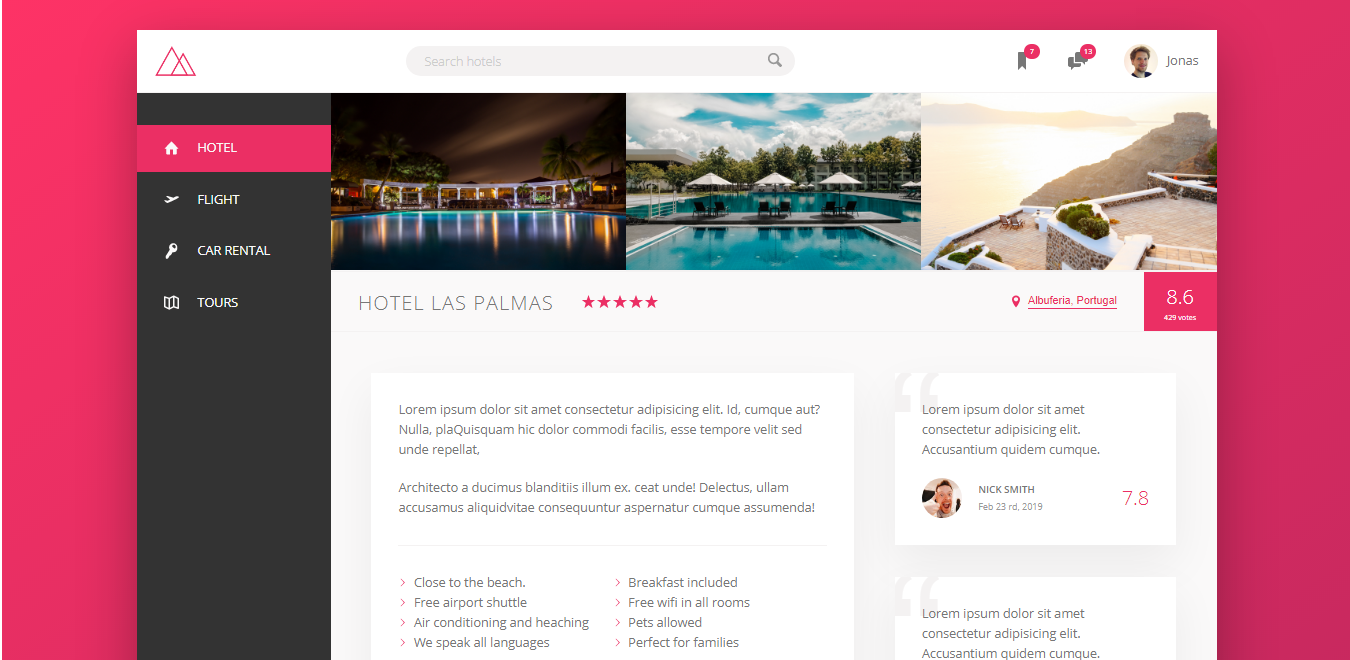 Search hotels
7
13
Jonas
HOTEL
FLIGHT
CAR RENTAL
TOURS
HOTEL LAS PALMAS
Albuferia, Portugal
8.6
429 votes
Lorem ipsum dolor sit amet consectetur adipisicing elit. Id, cumque aut?
Nulla, plaQuisquam hic dolor commodi facilis, esse tempore velit sed
unde repellat,
Architecto a ducimus blanditiis illum ex. ceat unde! Delectus, ullam
accusamus aliquidvitae consequuntur aspernatur cumque assumenda!
Close to the beach.
Free airport shuttle
Air conditioning and heaching
We speak all languages
Breakfast included
Free wifi in all rooms
Pets allowed
Perfect for families
Lorem ipsum dolor sit amet
consectetur adipisicing elit.
Accusantium quidem cumque.
NICK SMITH
Feb 23 rd, 2019
7.8
Lorem ipsum dolor sit amet
consectetur adipisicing elit.
Accusantium quidem cumque.